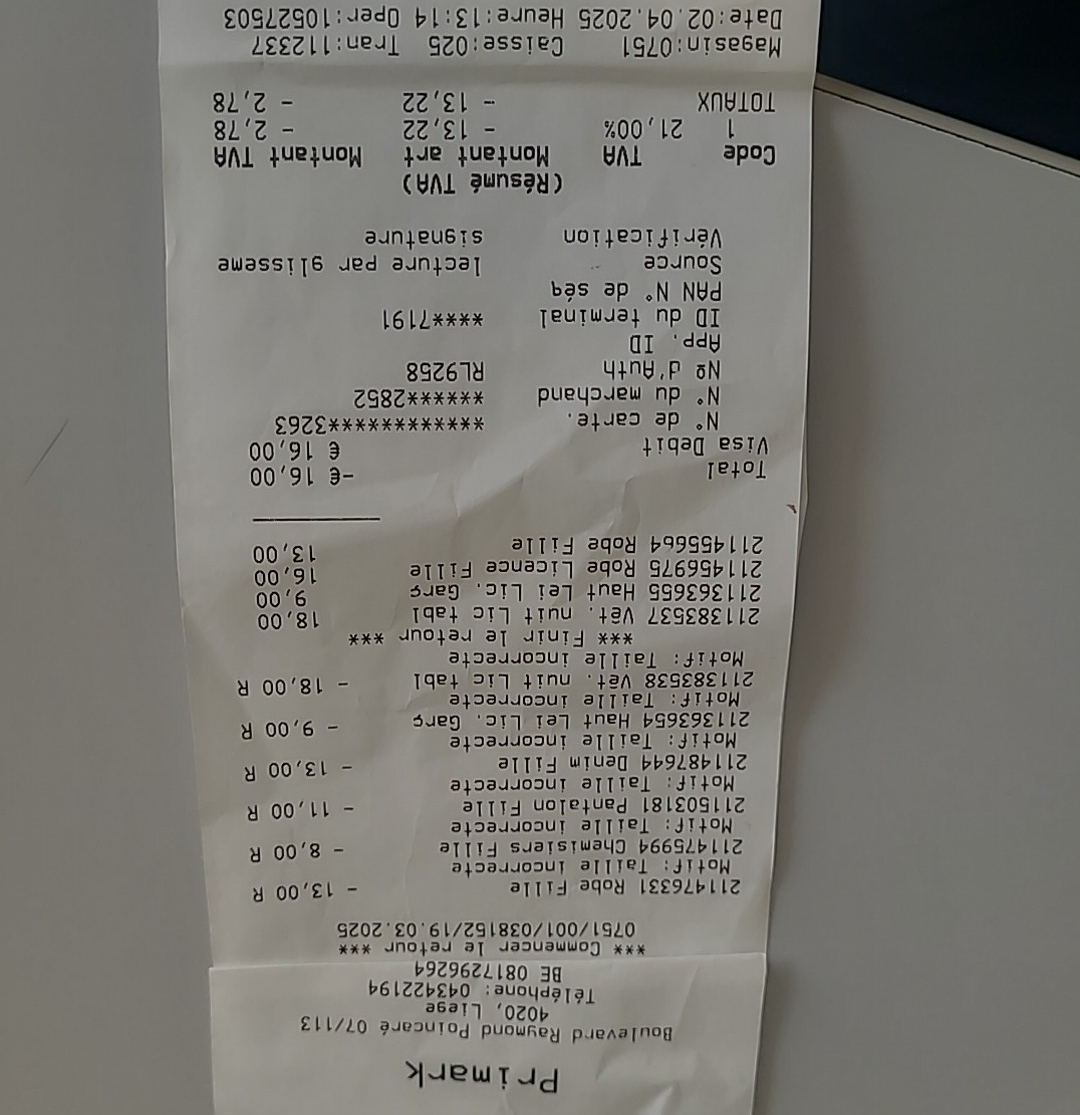 Primark
Boulevard Raymond Poincaré 07/113
4020, Liege
Téléphone: 043422194
BE 0817296264
*** Commencer le retour ***
0751/001/038152/19.03.2025
211476331 Robe Fille - 13,00 R
Motif: Taille incorrecte
211475994 Chemisiers Fille - 8,00 R
Motif: Taille incorrecte
211503181 Pantalon Fille - 11,00 R
Motif: Taille incorrecte
211487644 Denim Fille - 13,00 R
Motif: Taille incorrecte
211363654 Haut Lei Lic. Garç - 9,00 R
Motif: Taille incorrecte
211383538 Vêt. nuit Lic tabl - 18,00 R
Motif: Taille incorrecte
*** Finir le retour ***
211383537 Vêt. nuit Lic tabl 18,00
211363655 Haut Lei Lic. Garç 9,00
211456975 Robe Licence Fille 16,00
211455664 Robe Fille 13,00
Total -€ 16,00
Visa Debit € 16,00
N° de carte. **************3263
N° du marchand *******2852
Nº d'Auth RL9258
App. ID
ID du terminal ****7191
PAN N° de séq
Source lecture par glisseme
Vérification signature
(Résumé TVA)
Code TVA Montant art Montant TVA
1 21,00% - 13,22 - 2,78
TOTAUX - 13,22 - 2,78
Magasin:0751 Caisse:025 Tran:112337
Date:02.04.2025 Heure:13:14 Oper:10527503